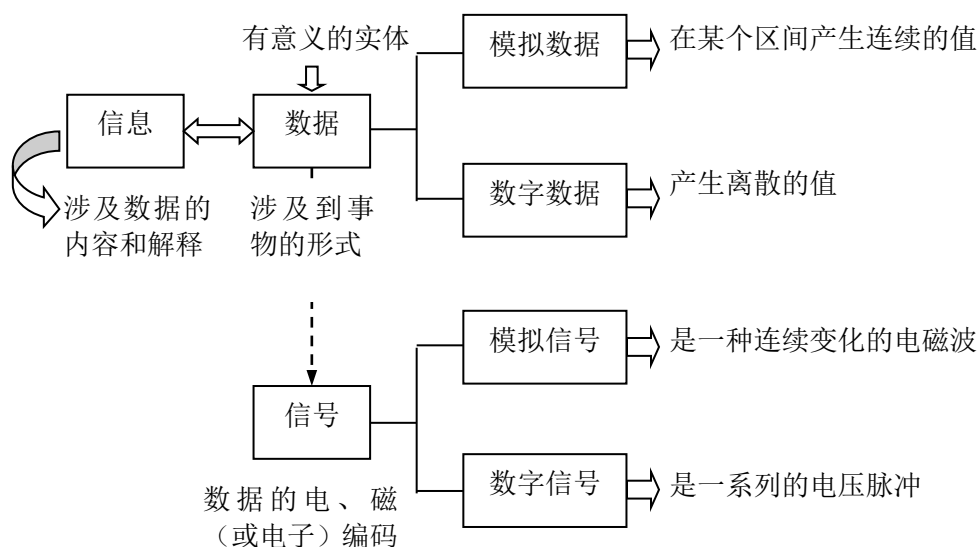 有意义的实体
模拟数据
在某个区间产生连续的值
信息
数据
数字数据
产生离散的值
涉及数据的
内容和解释
涉及到事
物的形式
模拟信号
是一种连续变化的电磁波
信号
数字信号
是一系列的电压脉冲
数据的电、磁
（或电子）编码